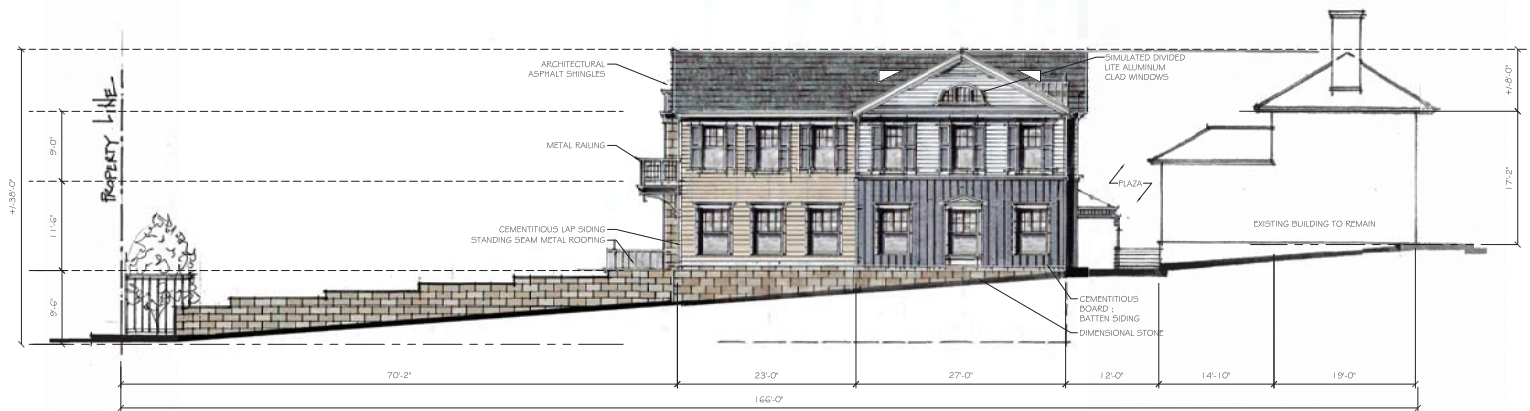 ARCHITECTURAL
ASPHALT SHINGLES
SIMULATED DIVIDED
LITE ALUMINUM
CLAD WINDOWS
+/-8'-0"
PROPERTY LINE
9'-0"
METAL RAILING
PLAZA
+/-38'-0"
17'-2"
11'-6"
CEMENTITIOUS LAP SIDING
STANDING SEAM METAL ROOFING
EXISTING BUILDING TO REMAIN
9'-6"
CEMENTITIOUS
BOARD ;
BATTEN SIDING
DIMENSIONAL STONE
70'-2"
23'-0"
27'-0"
12'-0"
14'-10"
19'-0"
166'-0"